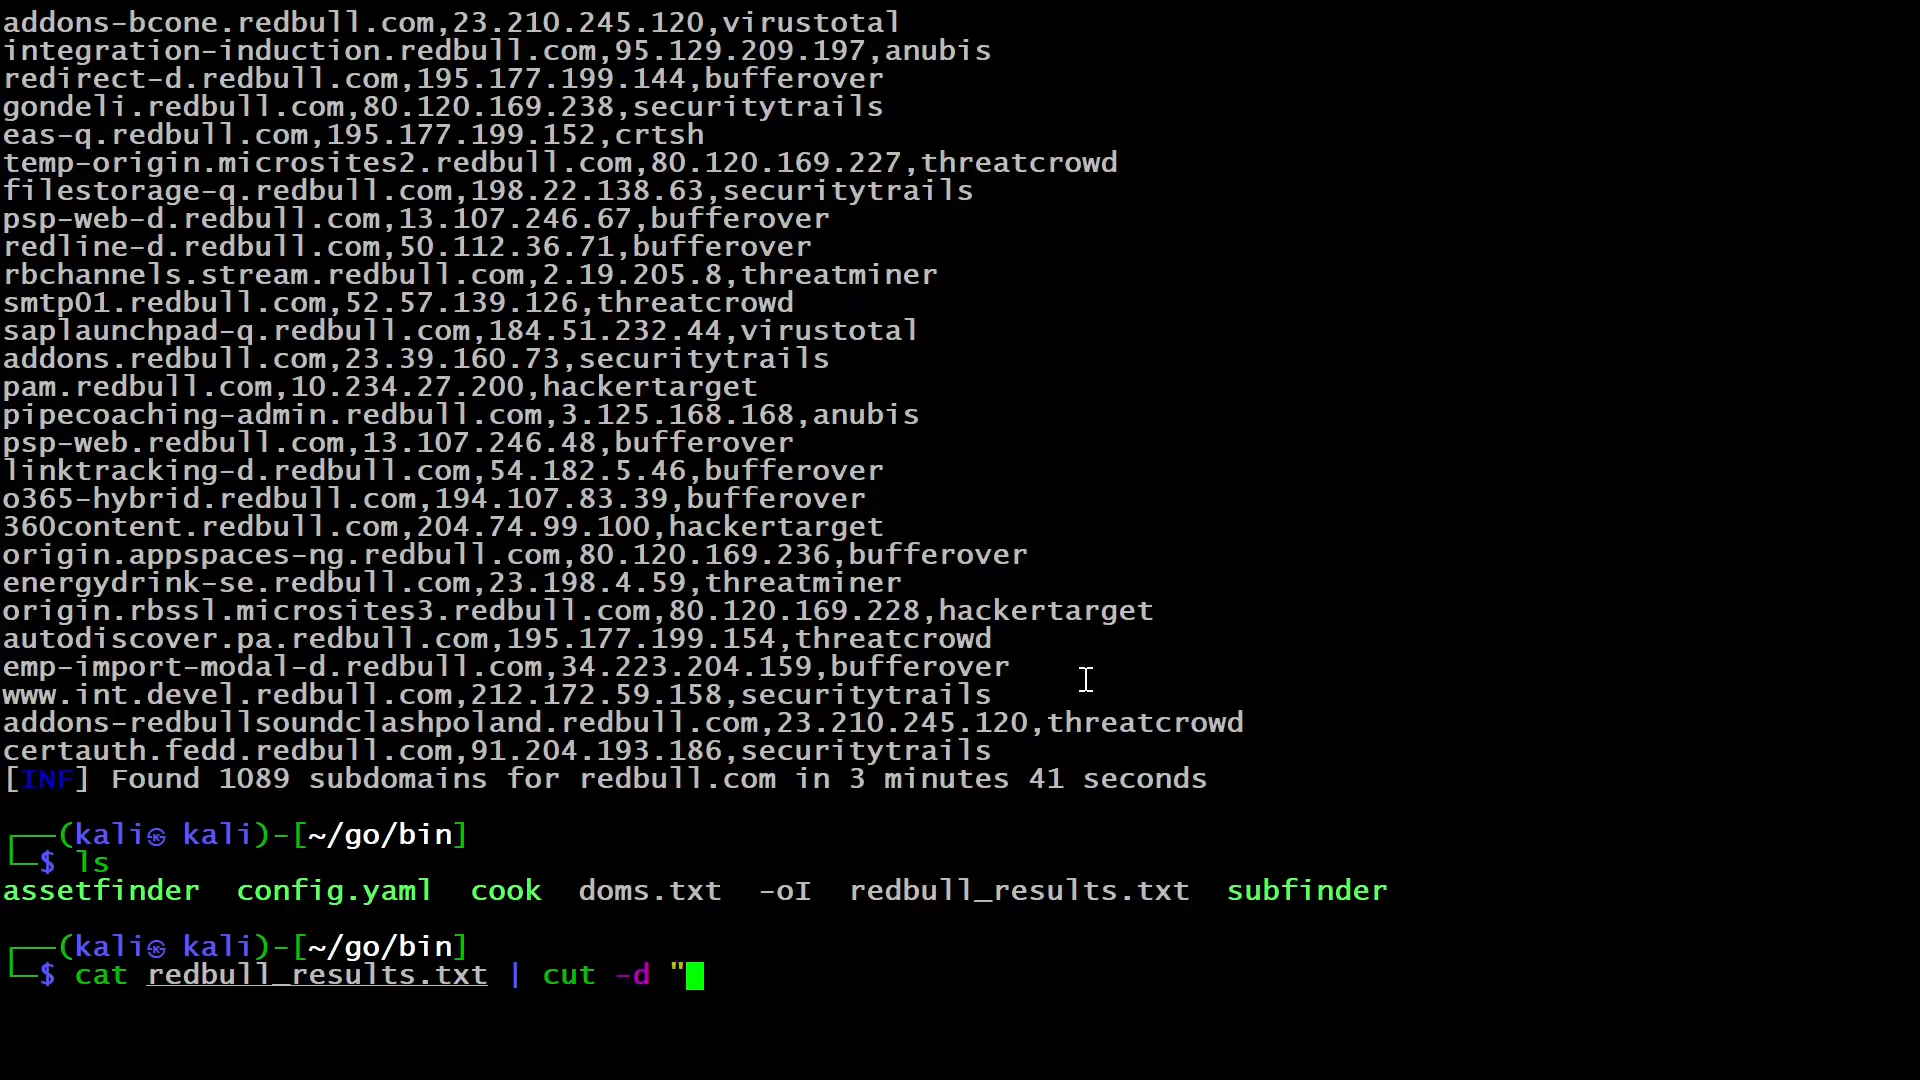 addons-bcone.redbull.com,23.210.245.120,virustotal
integration-induction.redbull.com,95.129.209.197,anubis
redirect-d.redbull.com,195.177.199.144,bufferover
gondeli.redbull.com,80.120.169.238,securitytrails
eas-q.redbull.com,195.177.199.152,crtsh
temp-origin.microsites2.redbull.com,80.120.169.227,threatcrowd
filestorage-q.redbull.com,198.22.138.63,securitytrails
psp-web-d.redbull.com,13.107.246.67,bufferover
redline-d.redbull.com,50.112.36.71,bufferover
rbchannels.stream.redbull.com,2.19.205.8,threatminer
smtp01.redbull.com,52.57.139.126,threatcrowd
saplaunchpad-q.redbull.com,184.51.232.44,virustotal
addons.redbull.com,23.39.160.73,securitytrails
pam.redbull.com,10.234.27.200,hackertarget
pipecoaching-admin.redbull.com,3.125.168.168,anubis
psp-web.redbull.com,13.107.246.48,bufferover
linktracking-d.redbull.com,54.182.5.46,bufferover
o365-hybrid.redbull.com,194.107.83.39,bufferover
360content.redbull.com,204.74.99.100,hackertarget
origin.appspaces-ng.redbull.com,80.120.169.236,bufferover
energydrink-se.redbull.com,23.198.4.59,threatminer
origin.rbssl.microsites3.redbull.com,80.120.169.228,hackertarget
autodiscover.pa.redbull.com,195.177.199.154,threatcrowd
emp-import-modal-d.redbull.com,34.223.204.159,bufferover
www.int.devel.redbull.com,212.172.59.158,securitytrails
addons-redbullsoundclashpoland.redbull.com,23.210.245.120,threatcrowd
certauth.fedd.redbull.com,91.204.193.186,securitytrails
[INF] Found 1089 subdomains for redbull.com in 3 minutes 41 seconds
┌──(kali㉿ kali)-[~/go/bin]
└─$ ls
assetfinder config.yaml cook doms.txt -oI redbull_results.txt subfinder
┌──(kali㉿ kali)-[~/go/bin]
└─$ cat redbull_results.txt | cut -d "